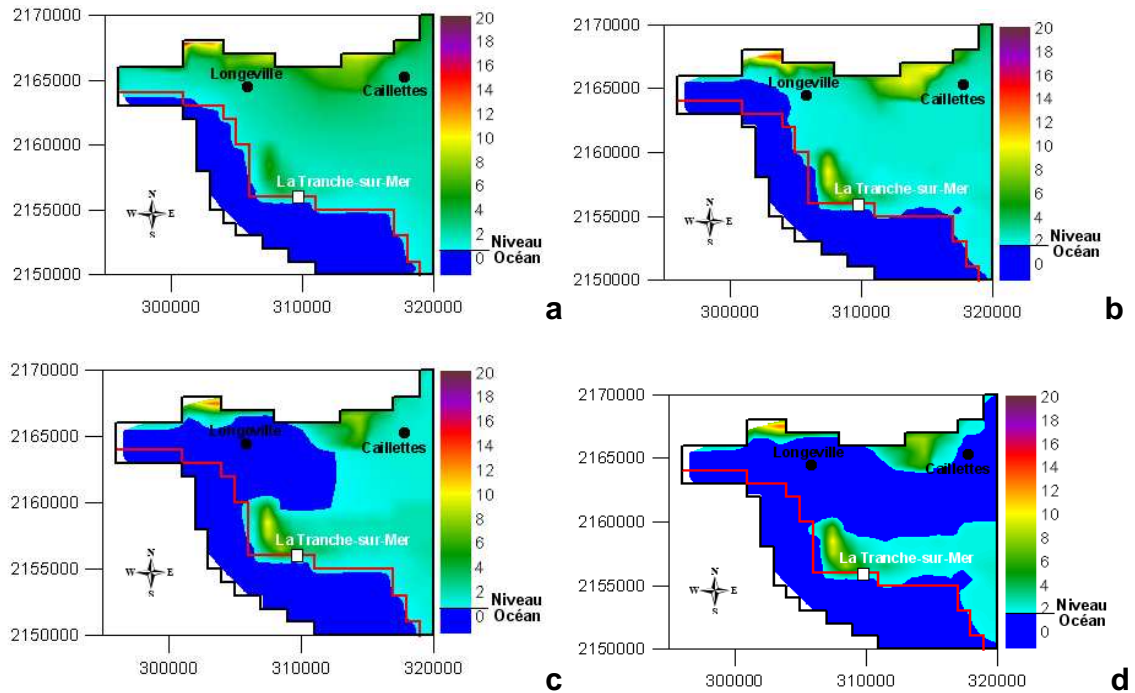 2170000
2165000
2160000
2155000
2150000
300000
310000
320000
Longeville
Caillettes
La Tranche-sur-Mer
N
W E
S
20
18
16
14
12
10
8
6
4
2
0
Niveau
Océan
a
2170000
2165000
2160000
2155000
2150000
300000
310000
320000
Longeville
Caillettes
La Tranche-sur-Mer
N
W E
S
20
18
16
14
12
10
8
6
4
2
0
Niveau
Océan
b
2170000
2165000
2160000
2155000
2150000
300000
310000
320000
Longeville
Caillettes
La Tranche-sur-Mer
N
W E
S
20
18
16
14
12
10
8
6
4
2
0
Niveau
Océan
c
2170000
2165000
2160000
2155000
2150000
300000
310000
320000
Longeville
Caillettes
La Tranche-sur-Mer
N
W E
S
20
18
16
14
12
10
8
6
4
2
0
Niveau
Océan
d